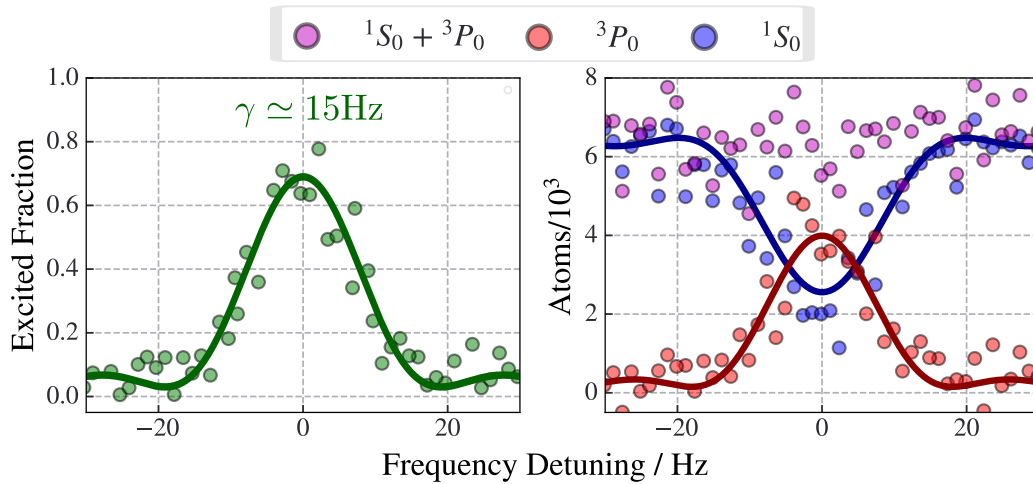 ¹S₀ + ³P₀ ³P₀ ¹S₀
γ ≃ 15Hz
Excited Fraction
1.0
0.8
0.6
0.4
0.2
0.0
−20 0 20
Atoms/10³
8
6
4
2
0
−20 0 20
Frequency Detuning / Hz